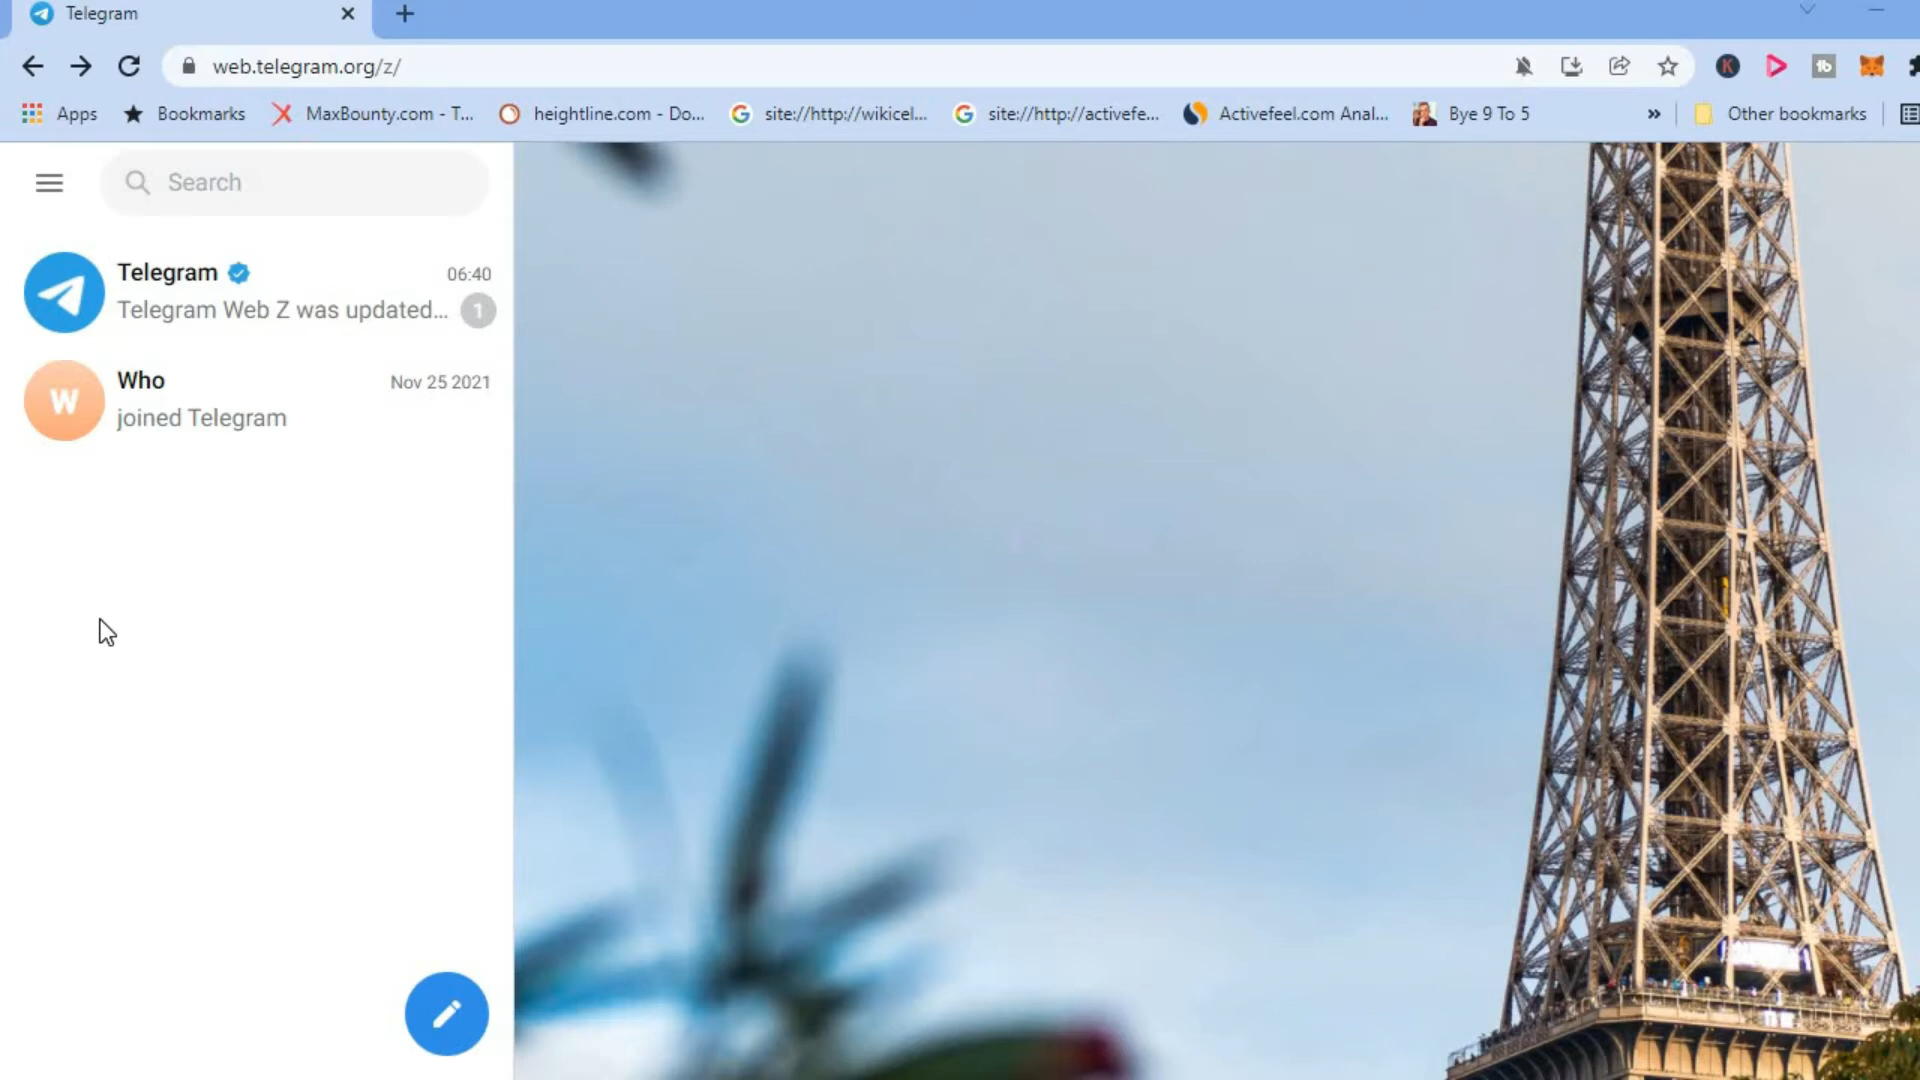 Telegram
web.telegram.org/z/
Apps Bookmarks MaxBounty.com - T... heightline.com - Do... site://http://wikicel... site://http://activefe... Activefeel.com Anal... Bye 9 To 5 » Other bookmarks
Search
Telegram 06:40
Telegram Web Z was updated... 1
W
Who Nov 25 2021
joined Telegram
K
tb